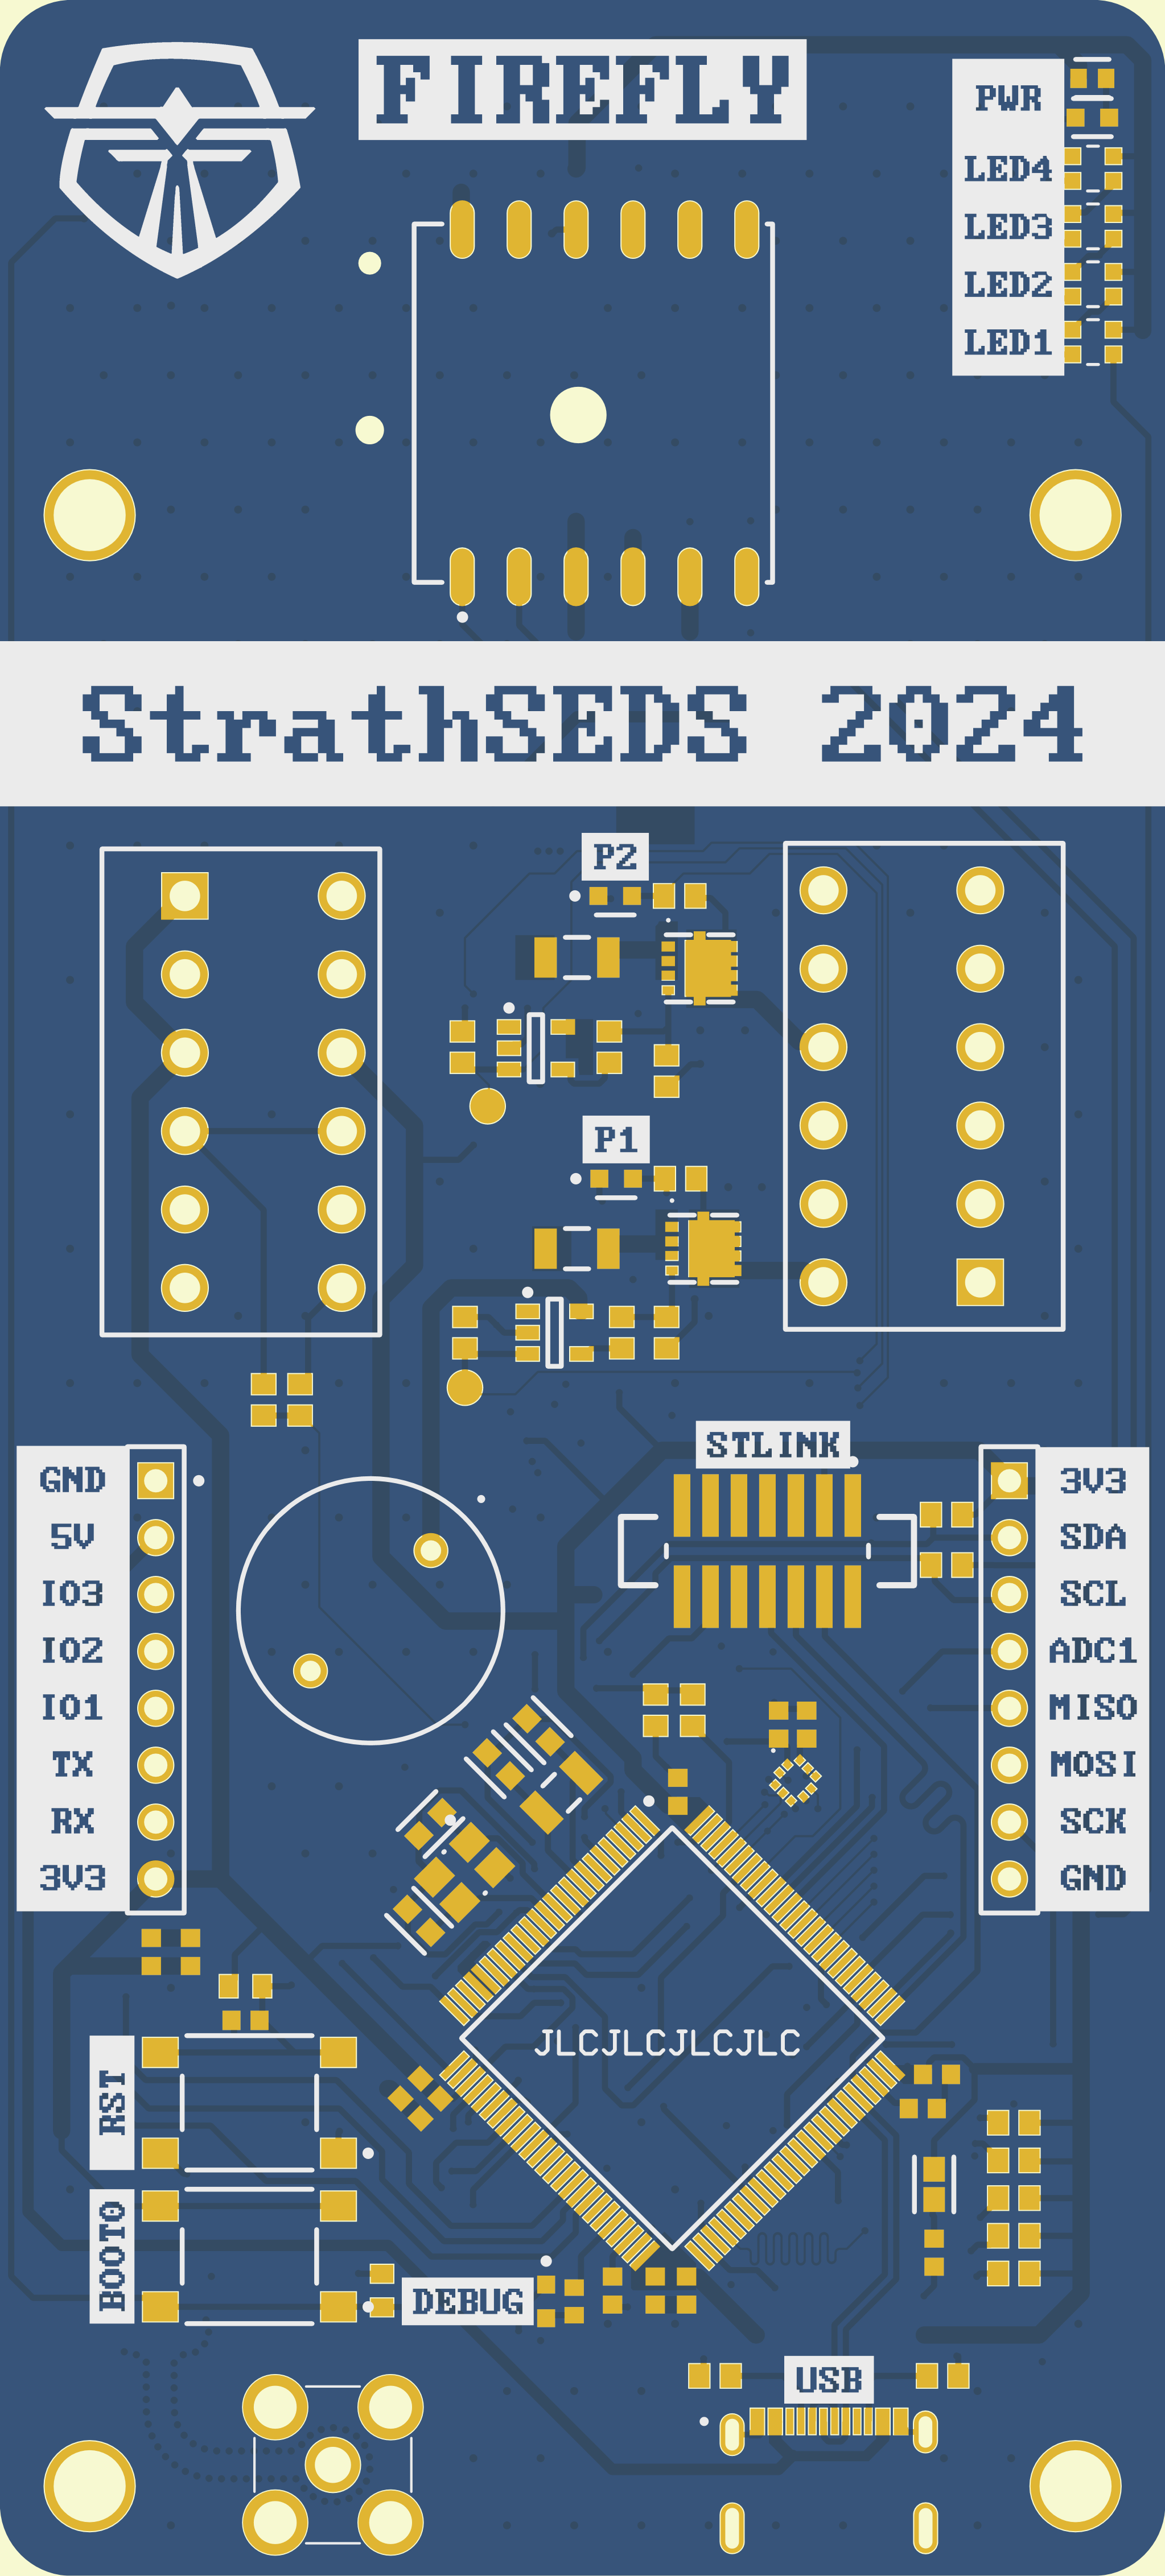 FIREFLY
PWR
LED4
LED3
LED2
LED1
StrathSEDS 2024
P2
P1
STLINK
GND
5V
IO3
IO2
IO1
TX
RX
3V3
3V3
SDA
SCL
ADC1
MISO
MOSI
SCK
GND
JLCJLCJLCJLC
RST
BOOT0
DEBUG
USB